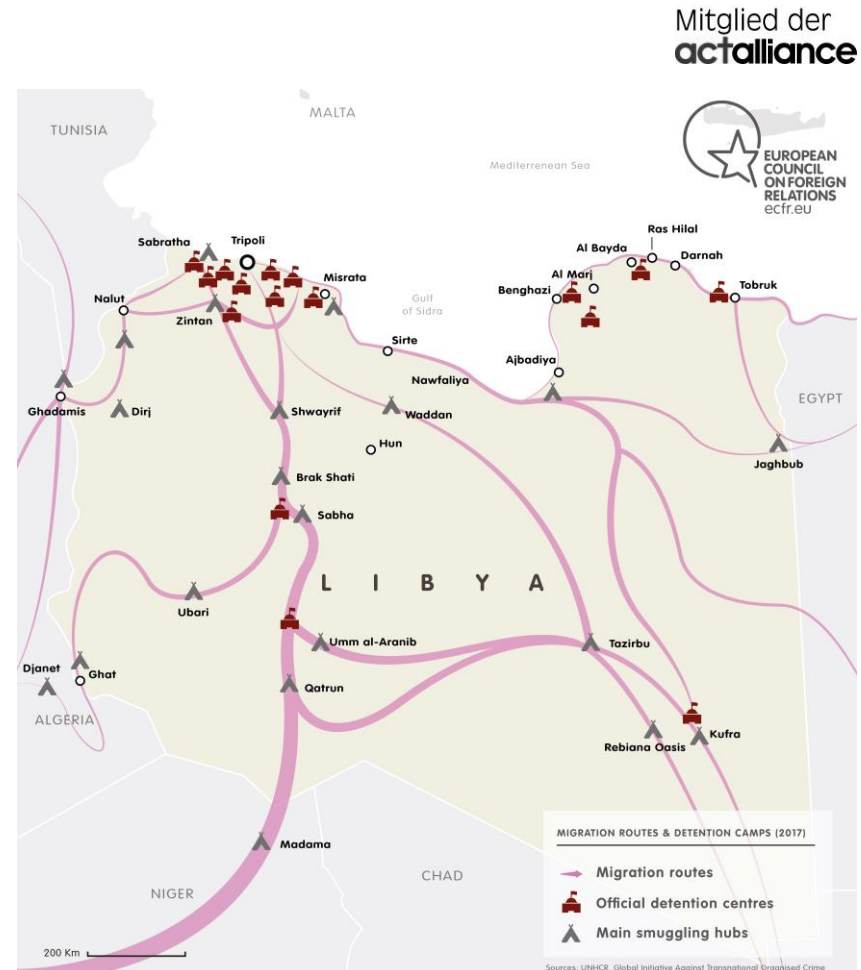 Mitglied der
actalliance
MALTA
TUNISIA
EUROPEAN
COUNCIL
ON FOREIGN
RELATIONS
ecfr.eu
Mediterranean Sea
Ras Hilal
Sabratha
Tripoli
Al Bayda
Darnah
Misrata
Al Marj
Benghazi
Tobruk
Nalut
Gulf
of Sidra
Zintan
Sirte
Ajbadiya
Nawfaliya
EGYPT
Ghadamis
Dirj
Shwayrif
Waddan
Hun
Jaghbub
Brak Shati
Sabha
LIBYA
Ubari
Umm al-Aranib
Tazirbu
Djanet
Ghat
Qatrun
ALGERIA
Rebiana Oasis
Kufra
MIGRATION ROUTES & DETENTION CAMPS (2017)
Madama
Migration routes
CHAD
NIGER
Official detention centres
Main smuggling hubs
200 Km
Sources: UNHCR, Global Initiative Against Transnational Organised Crime